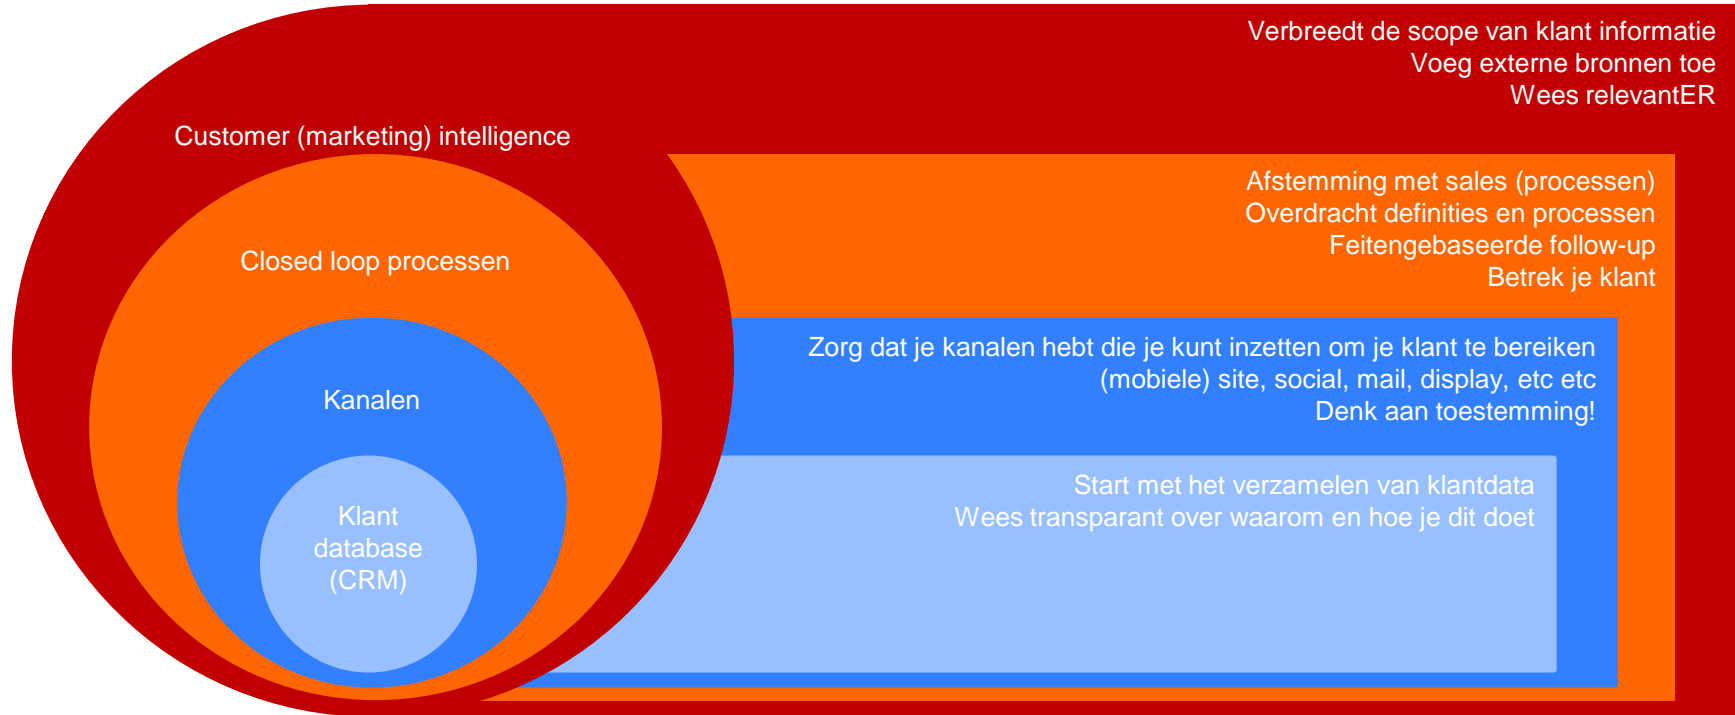 Verbreedt de scope van klant informatie
Voeg externe bronnen toe
Wees relevantER
Customer (marketing) intelligence
Afstemming met sales (processen)
Overdracht definities en processen
Feitengebaseerde follow-up
Betrek je klant
Closed loop processen
Zorg dat je kanalen hebt die je kunt inzetten om je klant te bereiken
(mobiele) site, social, mail, display, etc etc
Denk aan toestemming!
Kanalen
Start met het verzamelen van klantdata
Wees transparant over waarom en hoe je dit doet
Klant
database
(CRM)